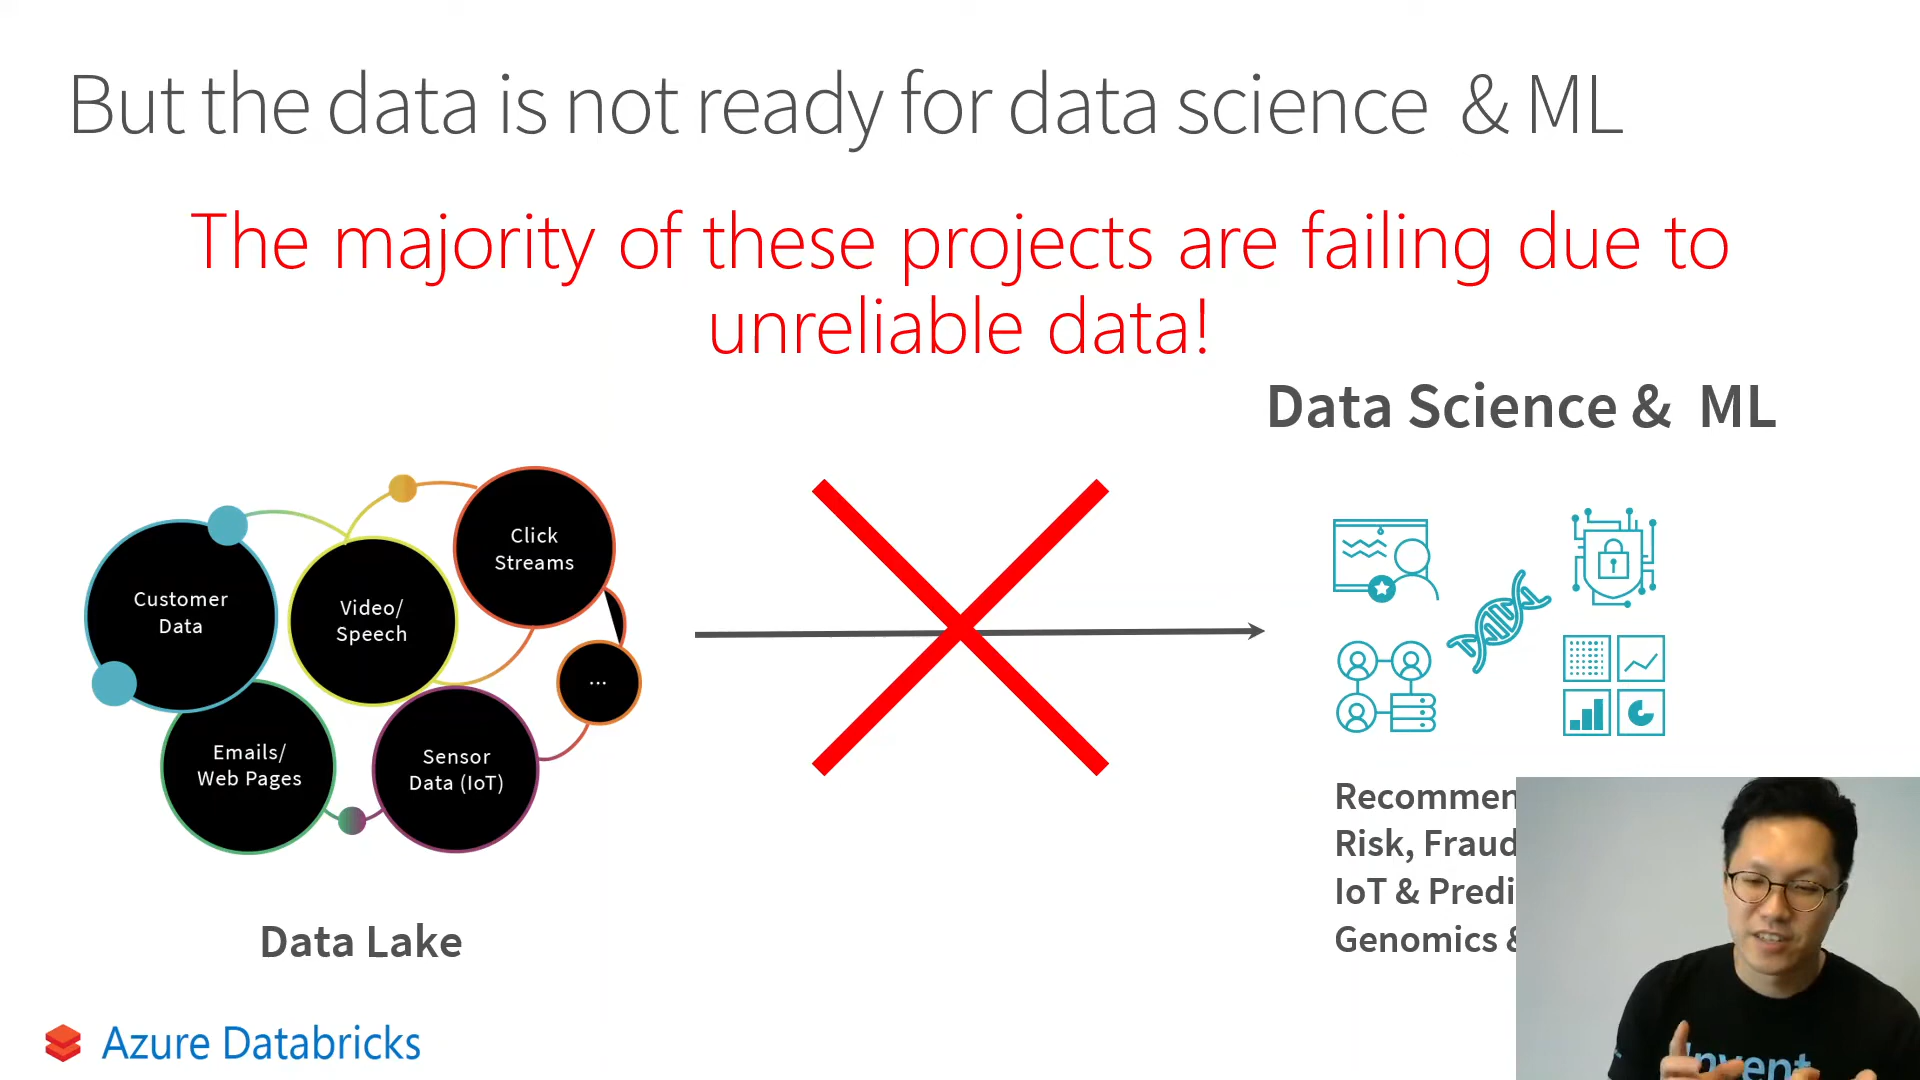 But the data is not ready for data science & ML
The majority of these projects are failing due to
unreliable data!
Data Science & ML
Click
Streams
Customer
Data
Video/
Speech
...
Emails/
Web Pages
Sensor
Data (IoT)
Risk, Fraud
IoT &
Genomics
Data Lake
Azure Databricks